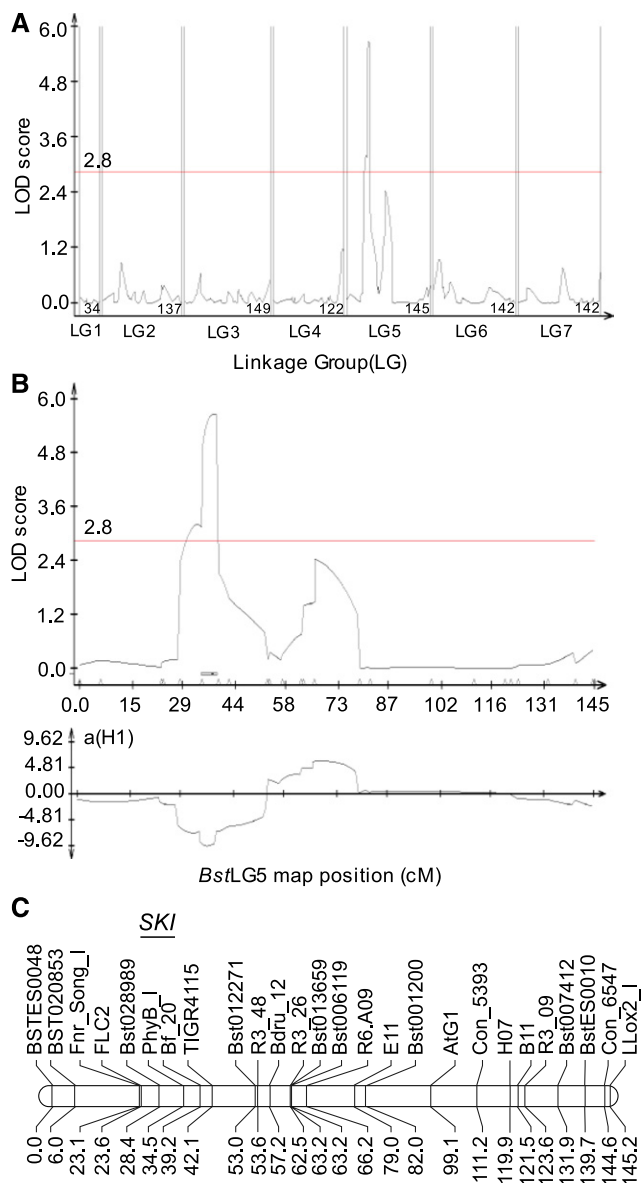 A
LOD score
6.0
4.8
3.6
2.8
2.4
1.2
0.0
34 137 149 122 145 142 142
LG1 LG2 LG3 LG4 LG5 LG6 LG7
Linkage Group(LG)
B
LOD score
6.0
4.8
3.6
2.8
2.4
1.2
0.0
0.0 15 29 44 58 73 87 102 116 131 145
a(H1)
9.62
4.81
0.00
-4.81
-9.62
BstLG5 map position (cM)
C
SKI
BSTES0048
BST020853
Fnr_Song_I
FLC2
Bst028989
PhyB_I
Bf_20_
TIGR4115
Bst012271
R3_48
Bdru_12
R3_26
Bst013659
Bst006119
R6.A09
E11
Bst001200
AtG1
Con_5393
H07
B11
R3_09
Bst007412
BstES0010
Con_6547
LLox2_I
0.0
6.0
23.1
23.6
28.4
34.5
39.2
42.1
53.0
53.6
57.2
62.5
63.2
63.2
66.2
79.0
82.0
99.1
111.2
119.9
121.5
123.6
131.9
139.7
144.6
145.2